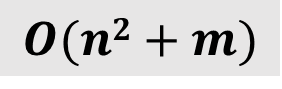 O(n² + m)